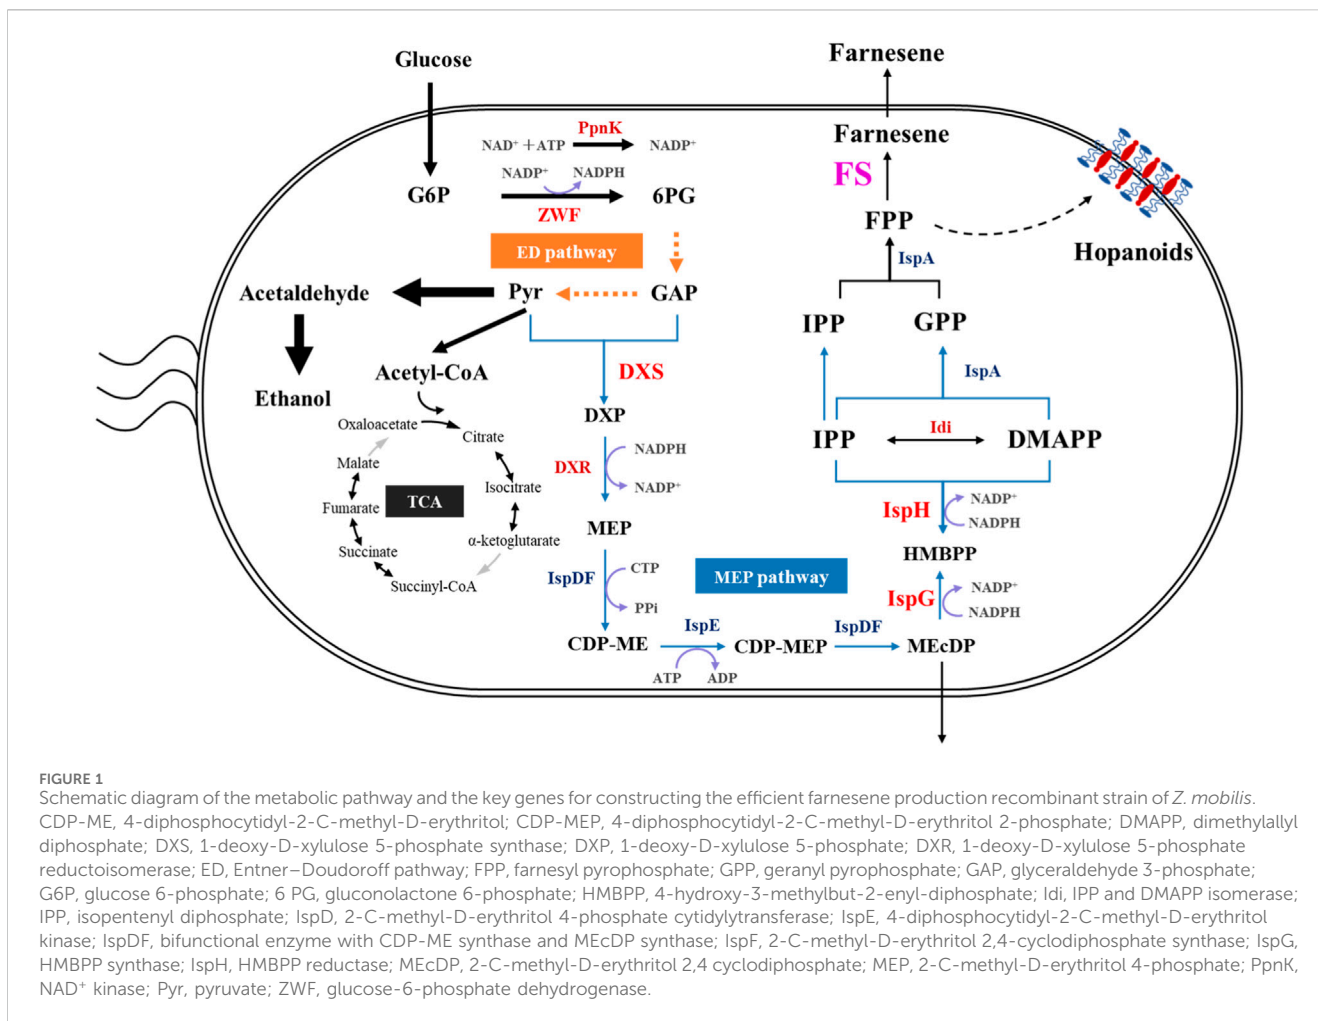 Glucose
Farnesene
PpnK
NAD⁺ +ATP
NADP⁺
Farnesene
NADP⁺
NADPH
FS
G6P
6PG
ZWF
FPP
Hopanoids
ED pathway
IspA
Acetaldehyde
Pyr
GAP
IPP
GPP
Acetyl-CoA
DXS
IspA
Ethanol
DXP
Oxaloacetate
Citrate
IPP
Idi
DMAPP
NADPH
Malate
DXR
Isocitrate
NADP⁺
TCA
Fumarate
IspH
NADP⁺
NADPH
MEP
α-ketoglutarate
Succinate
HMBPP
Succinyl-CoA
IspDF
CTP
MEP pathway
PPi
IspG
NADP⁺
NADPH
CDP-ME
IspE
CDP-MEP
IspDF
MEcDP
ATP
ADP
FIGURE 1
Schematic diagram of the metabolic pathway and the key genes for constructing the efficient farnesene production recombinant strain of Z. mobilis.
CDP-ME, 4-diphosphocytidyl-2-C-methyl-D-erythritol; CDP-MEP, 4-diphosphocytidyl-2-C-methyl-D-erythritol 2-phosphate; DMAPP, dimethylallyl
diphosphate; DXS, 1-deoxy-D-xylulose 5-phosphate synthase; DXP, 1-deoxy-D-xylulose 5-phosphate; DXR, 1-deoxy-D-xylulose 5-phosphate
reductoisomerase; ED, Entner–Doudoroff pathway; FPP, farnesyl pyrophosphate; GPP, geranyl pyrophosphate; GAP, glyceraldehyde 3-phosphate;
G6P, glucose 6-phosphate; 6 PG, gluconolactone 6-phosphate; HMBPP, 4-hydroxy-3-methylbut-2-enyl-diphosphate; Idi, IPP and DMAPP isomerase;
IPP, isopentenyl diphosphate; IspD, 2-C-methyl-D-erythritol 4-phosphate cytidylytransferase; IspE, 4-diphosphocytidyl-2-C-methyl-D-erythritol
kinase; IspDF, bifunctional enzyme with CDP-ME synthase and MEcDP synthase; IspF, 2-C-methyl-D-erythritol 2,4-cyclodiphosphate synthase; IspG,
HMBPP synthase; IspH, HMBPP reductase; MEcDP, 2-C-methyl-D-erythritol 2,4 cyclodiphosphate; MEP, 2-C-methyl-D-erythritol 4-phosphate; PpnK,
NAD⁺ kinase; Pyr, pyruvate; ZWF, glucose-6-phosphate dehydrogenase.